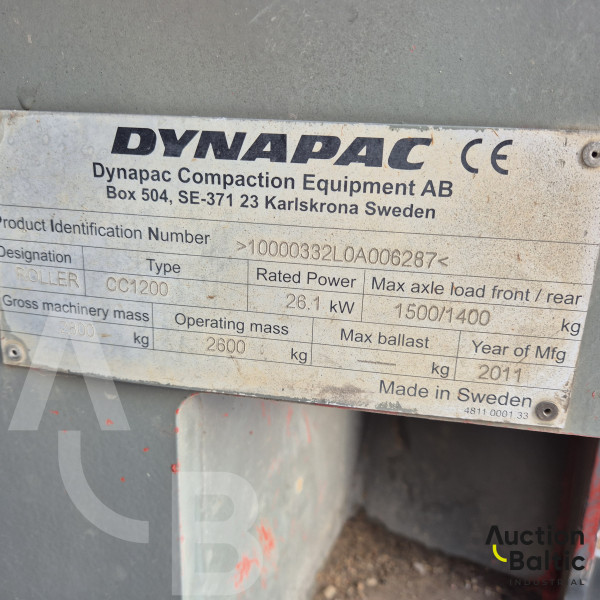 DYNAPAC CE
Dynapac Compaction Equipment AB
Box 504, SE-371 23 Karlskrona Sweden
Product Identification Number >10000332L0A006287<
Designation Type Rated Power Max axle load front / rear
ROLLER CC1200 26.1 kW 1500/1400 kg
Gross machinery mass Operating mass Max ballast Year of Mfg
kg 2600 kg kg 2011
Made in Sweden
4811 0001 33
Auction
Baltic
INDUSTRIAL
A
B